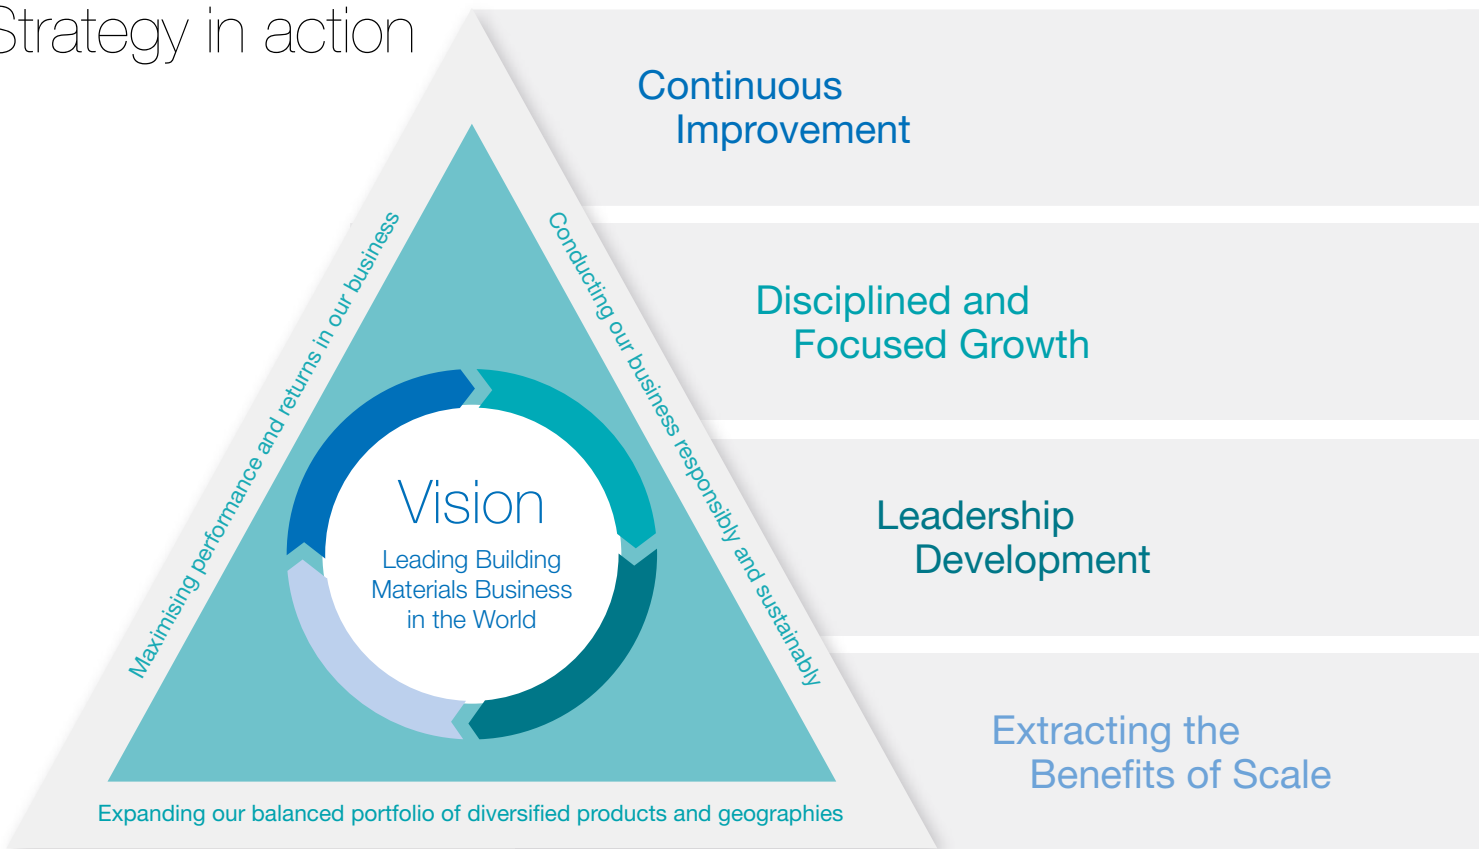 Strategy in action
Continuous
Improvement
Disciplined and
Focused Growth
Leadership
Development
Extracting the
Benefits of Scale
Maximising performance and returns in our business
Conducting our business responsibly and sustainably
Vision
Leading Building
Materials Business
in the World
Expanding our balanced portfolio of diversified products and geographies